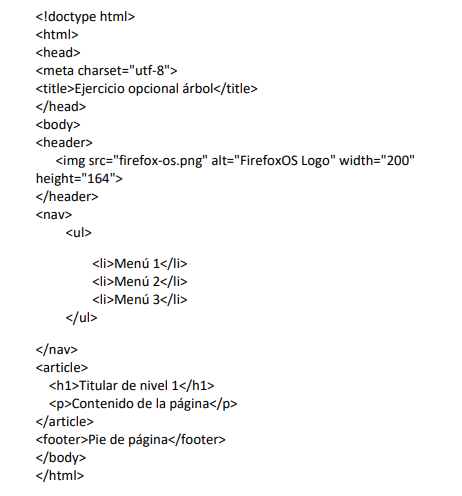 <!doctype html>
<html>
<head>
<meta charset="utf-8">
<title>Ejercicio opcional árbol</title>
</head>
<body>
<header>
<img src="firefox-os.png" alt="FirefoxOS Logo" width="200"
height="164">
</header>
<nav>
<ul>
<li>Menú 1</li>
<li>Menú 2</li>
<li>Menú 3</li>
</ul>
</nav>
<article>
<h1>Titular de nivel 1</h1>
<p>Contenido de la página</p>
</article>
<footer>Pie de página</footer>
</body>
</html>